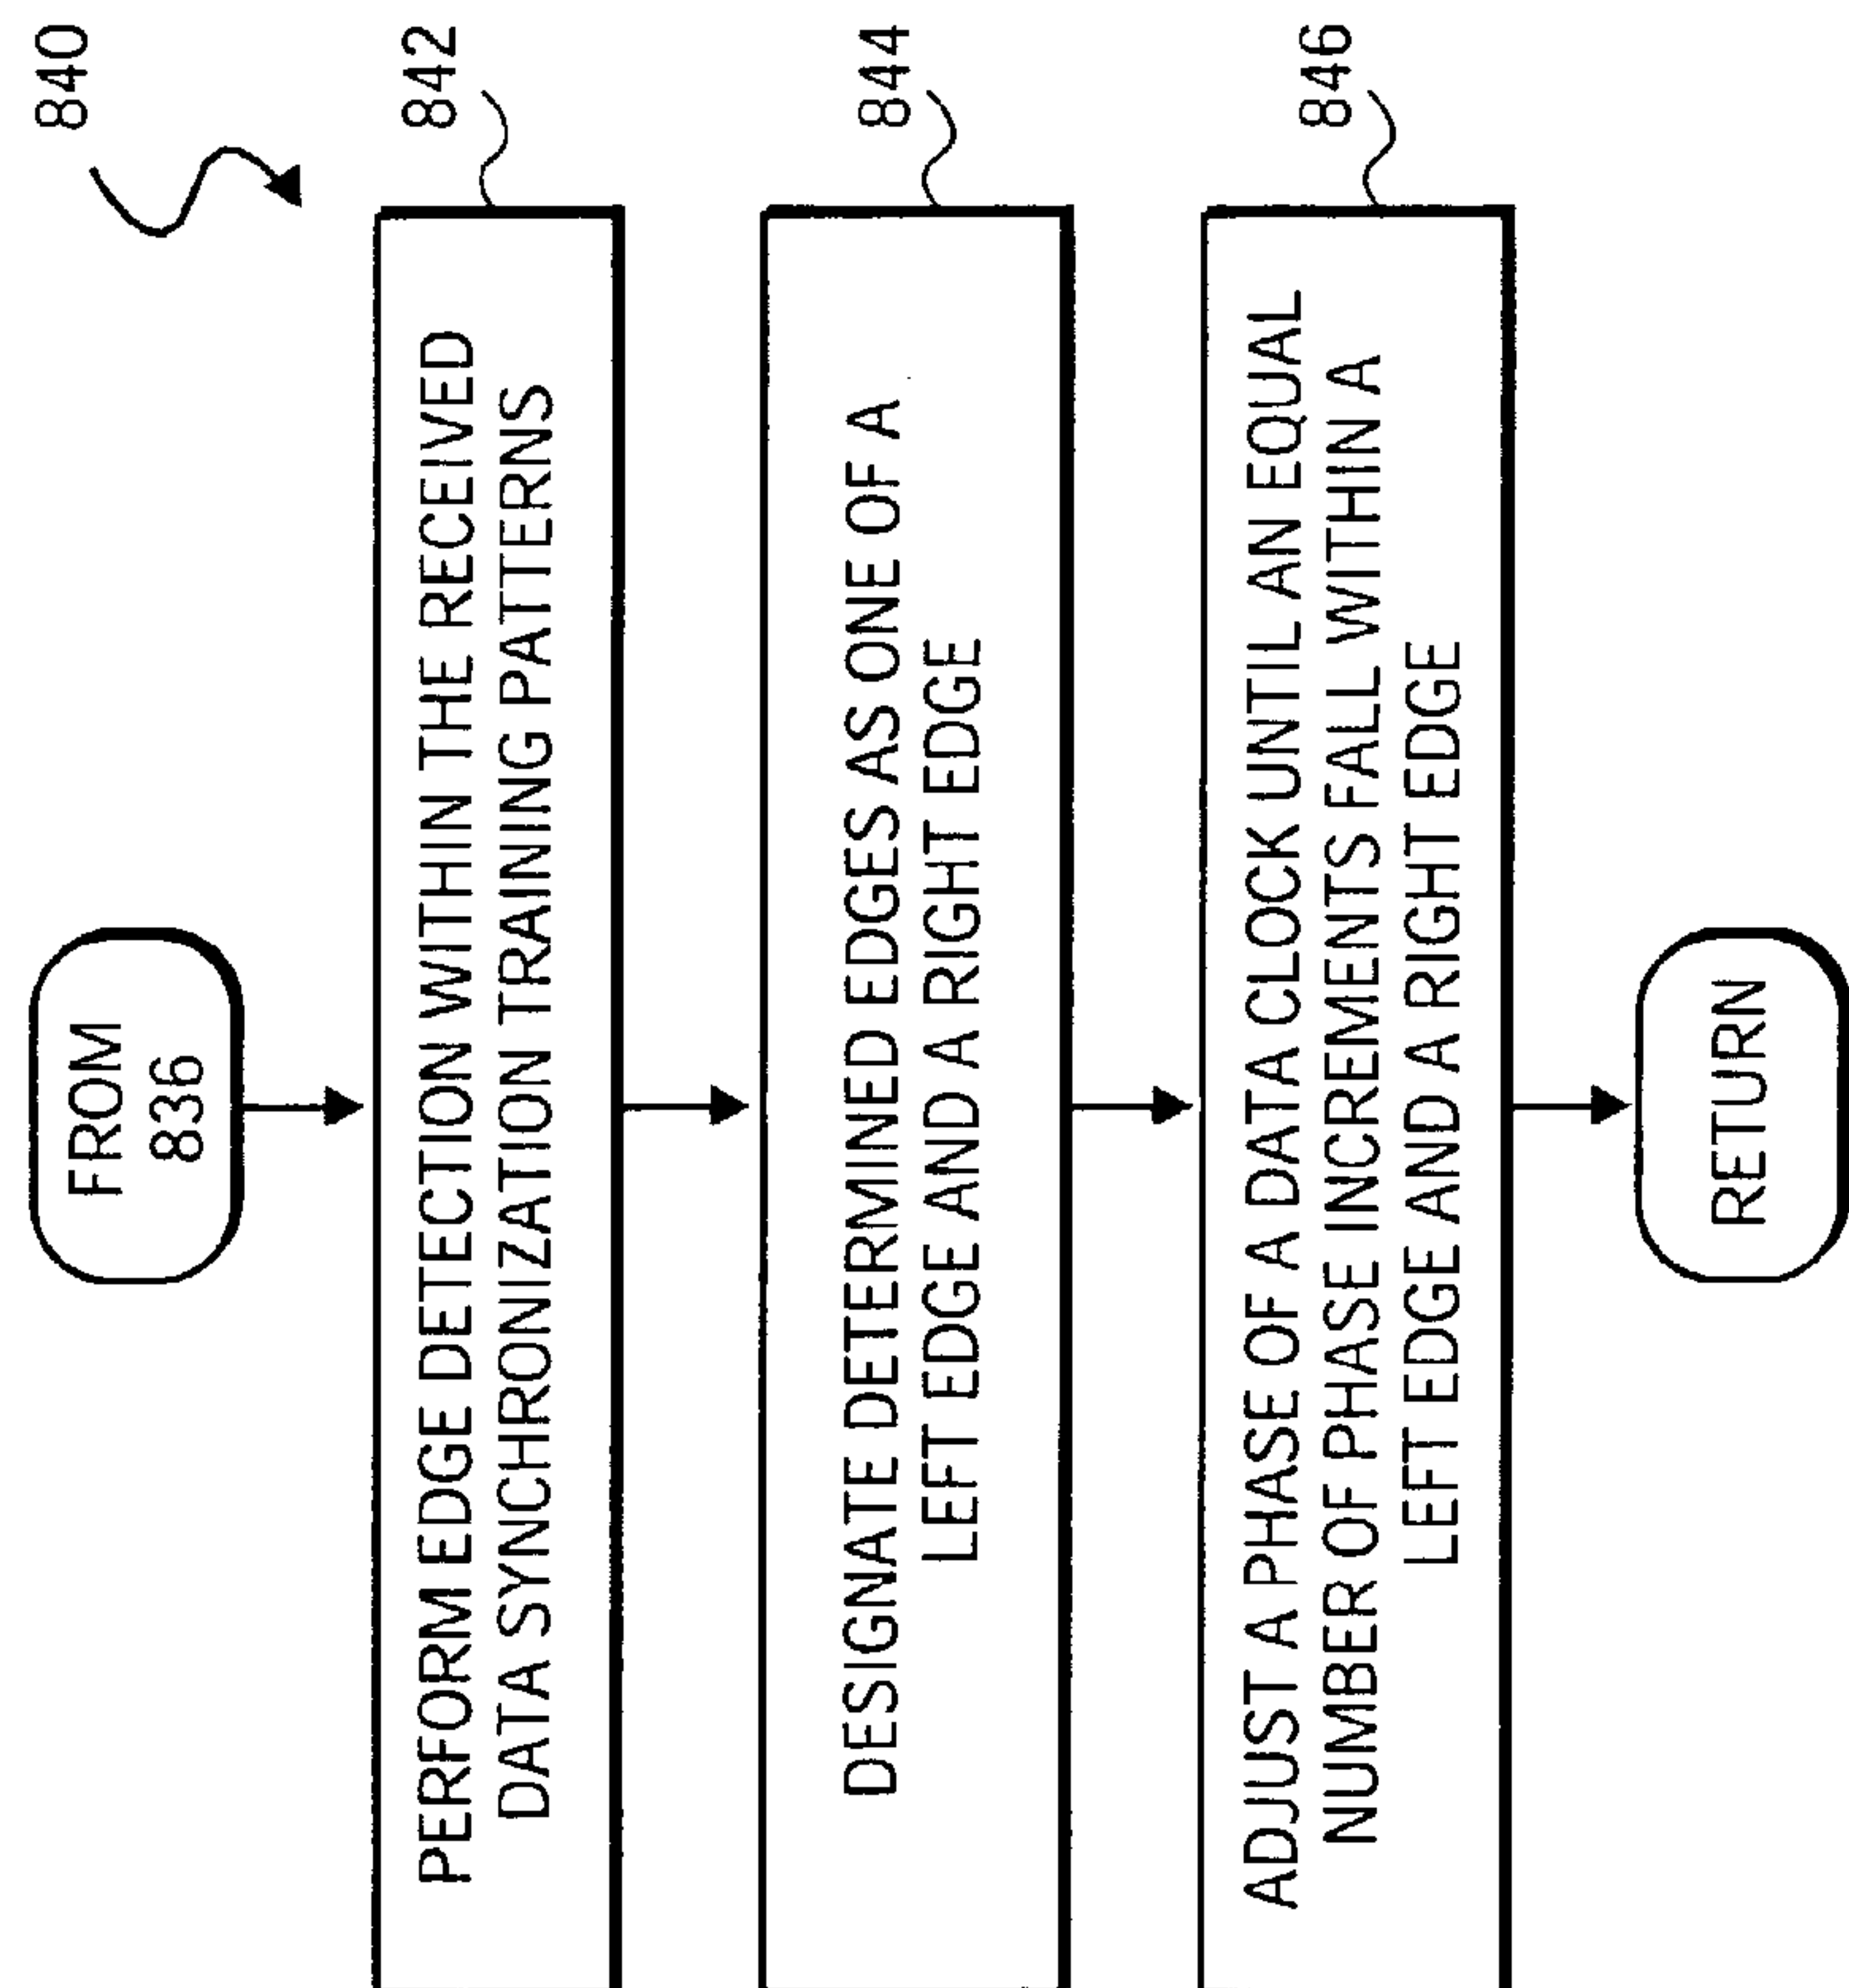 840
FROM
836
842
PERFORM EDGE DETECTION WITHIN THE RECEIVED
DATA SYNCHRONIZATION TRAINING PATTERNS
844
DESIGNATE DETERMINED EDGES AS ONE OF A
LEFT EDGE AND A RIGHT EDGE
846
ADJUST A PHASE OF A DATA CLOCK UNTIL AN EQUAL
NUMBER OF PHASE INCREMENTS FALL WITHIN A
LEFT EDGE AND A RIGHT EDGE
RETURN